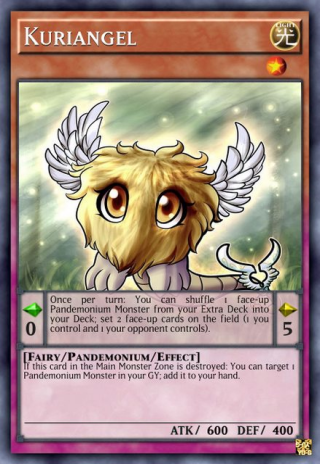 KURIANGEL
LIGHT
光
Once per turn: You can shuffle 1 face-up
Pandemonium Monster from your Extra Deck into
your Deck; set 2 face-up cards on the field (1 you
control and 1 your opponent controls).
0
5
[FAIRY/PANDEMONIUM/EFFECT]
If this card in the Main Monster Zone is destroyed: You can target 1
Pandemonium Monster in your GY; add it to your hand.
ATK/ 600 DEF/ 400